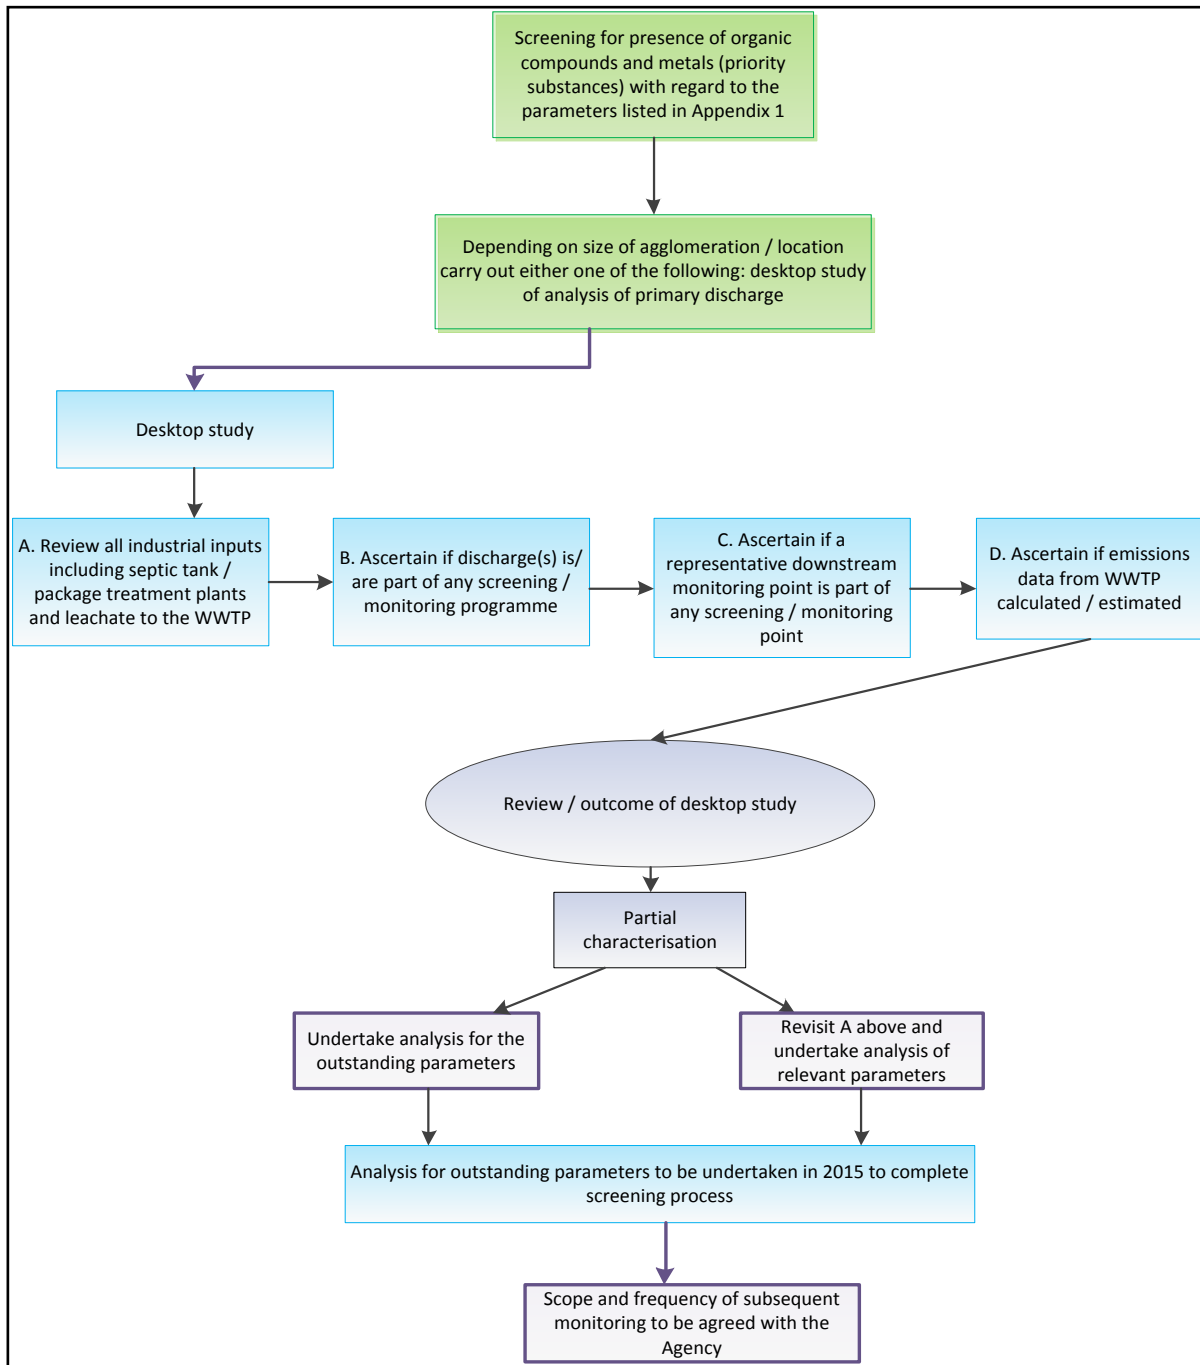 Screening for presence of organic
compounds and metals (priority
substances) with regard to the
parameters listed in Appendix 1
Depending on size of agglomeration / location
carry out either one of the following: desktop study
of analysis of primary discharge
Desktop study
A. Review all industrial inputs
including septic tank /
package treatment plants
and leachate to the WWTP
B. Ascertain if discharge(s) is/
are part of any screening /
monitoring programme
C. Ascertain if a
representative downstream
monitoring point is part of
any screening / monitoring
point
D. Ascertain if emissions
data from WWTP
calculated / estimated
Review / outcome of desktop study
Partial
characterisation
Undertake analysis for the
outstanding parameters
Revisit A above and
undertake analysis of
relevant parameters
Analysis for outstanding parameters to be undertaken in 2015 to complete
screening process
Scope and frequency of subsequent
monitoring to be agreed with the
Agency